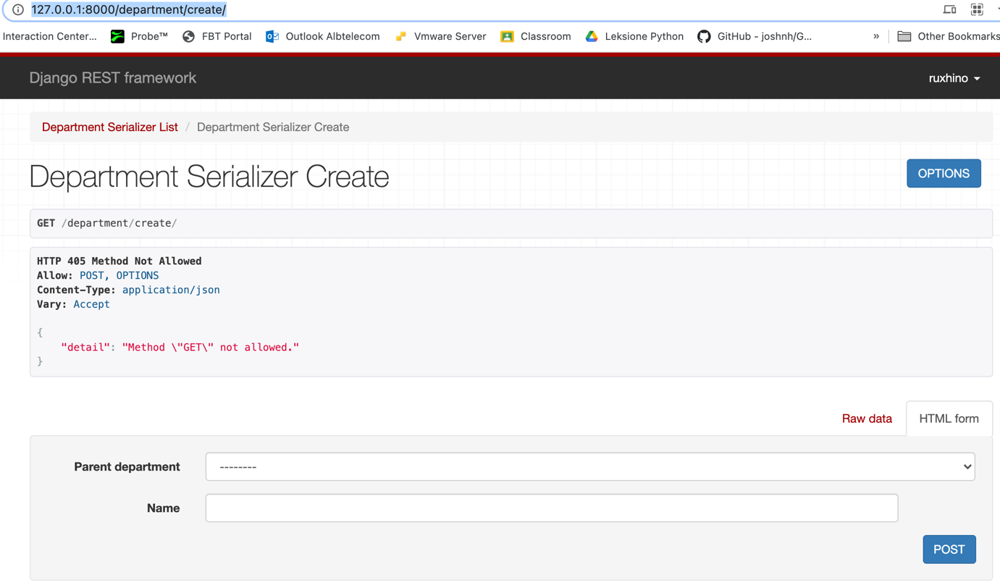 127.0.0.1:8000/department/create/
Interaction Center... Probe™ FBT Portal Outlook Albtelecom Vmware Server Classroom Leksione Python GitHub - joshnh/G... » Other Bookmarks
Django REST framework ruxhino
Department Serializer List / Department Serializer Create
Department Serializer Create OPTIONS
GET /department/create/
HTTP 405 Method Not Allowed
Allow: POST, OPTIONS
Content-Type: application/json
Vary: Accept
{
"detail": "Method \"GET\" not allowed."
}
Raw data HTML form
Parent department --------
Name
POST